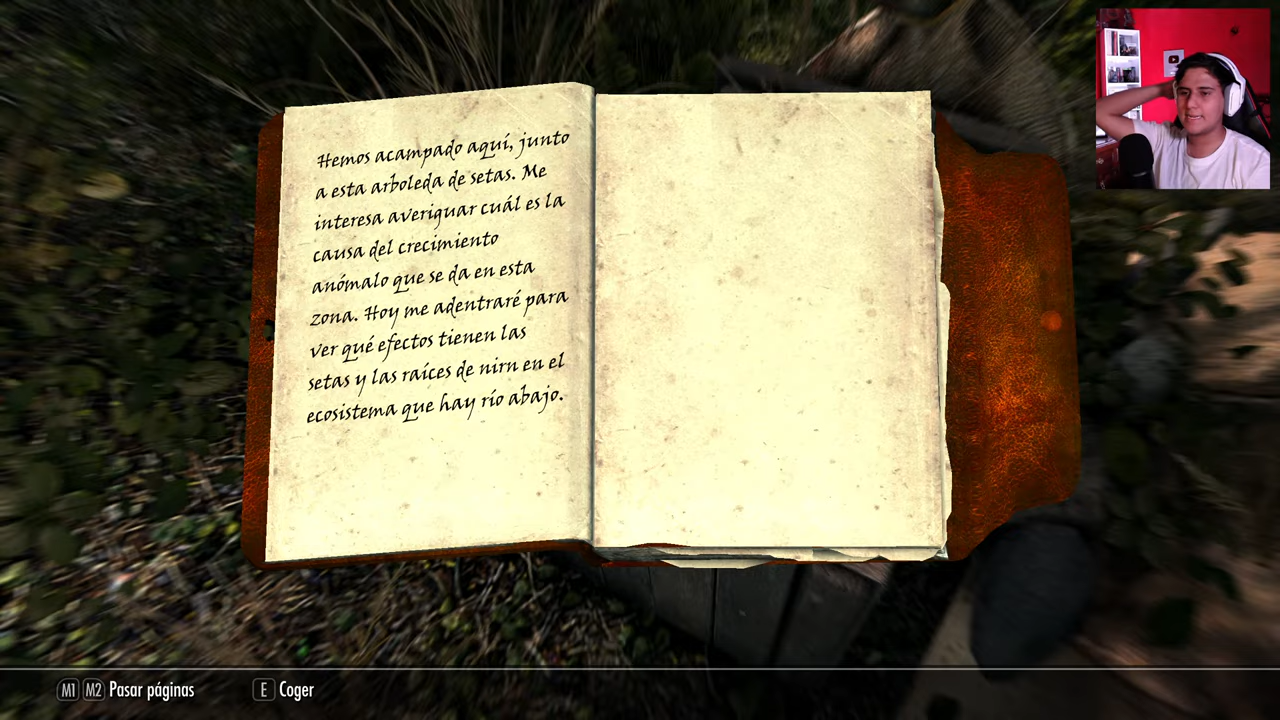 Hemos acampado aquí, junto
a esta arboleda de setas. Me
interesa averiguar cuál es la
causa del crecimiento
anómalo que se da en esta
zona. Hoy me adentraré para
ver qué efectos tienen las
setas y las raíces de nirn en el
ecosistema que hay río abajo.
M1 M2 Pasar páginas E Coger